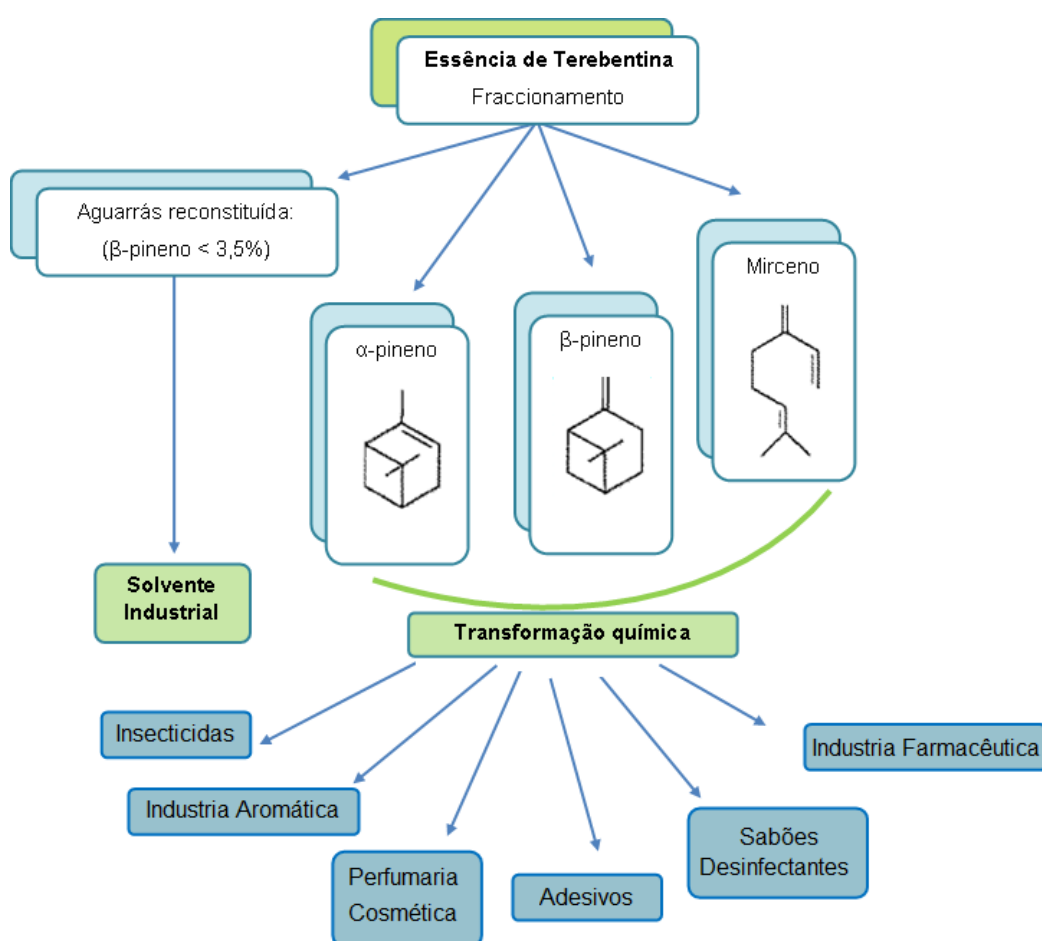 Essência de Terebentina
Fraccionamento
Aguarrás reconstituída:
(β-pineno < 3,5%)
Mirceno
α-pineno
β-pineno
Solvente
Industrial
Transformação química
Insecticidas
Industria Farmacêutica
Industria Aromática
Sabões
Desinfectantes
Perfumaria
Cosmética
Adesivos